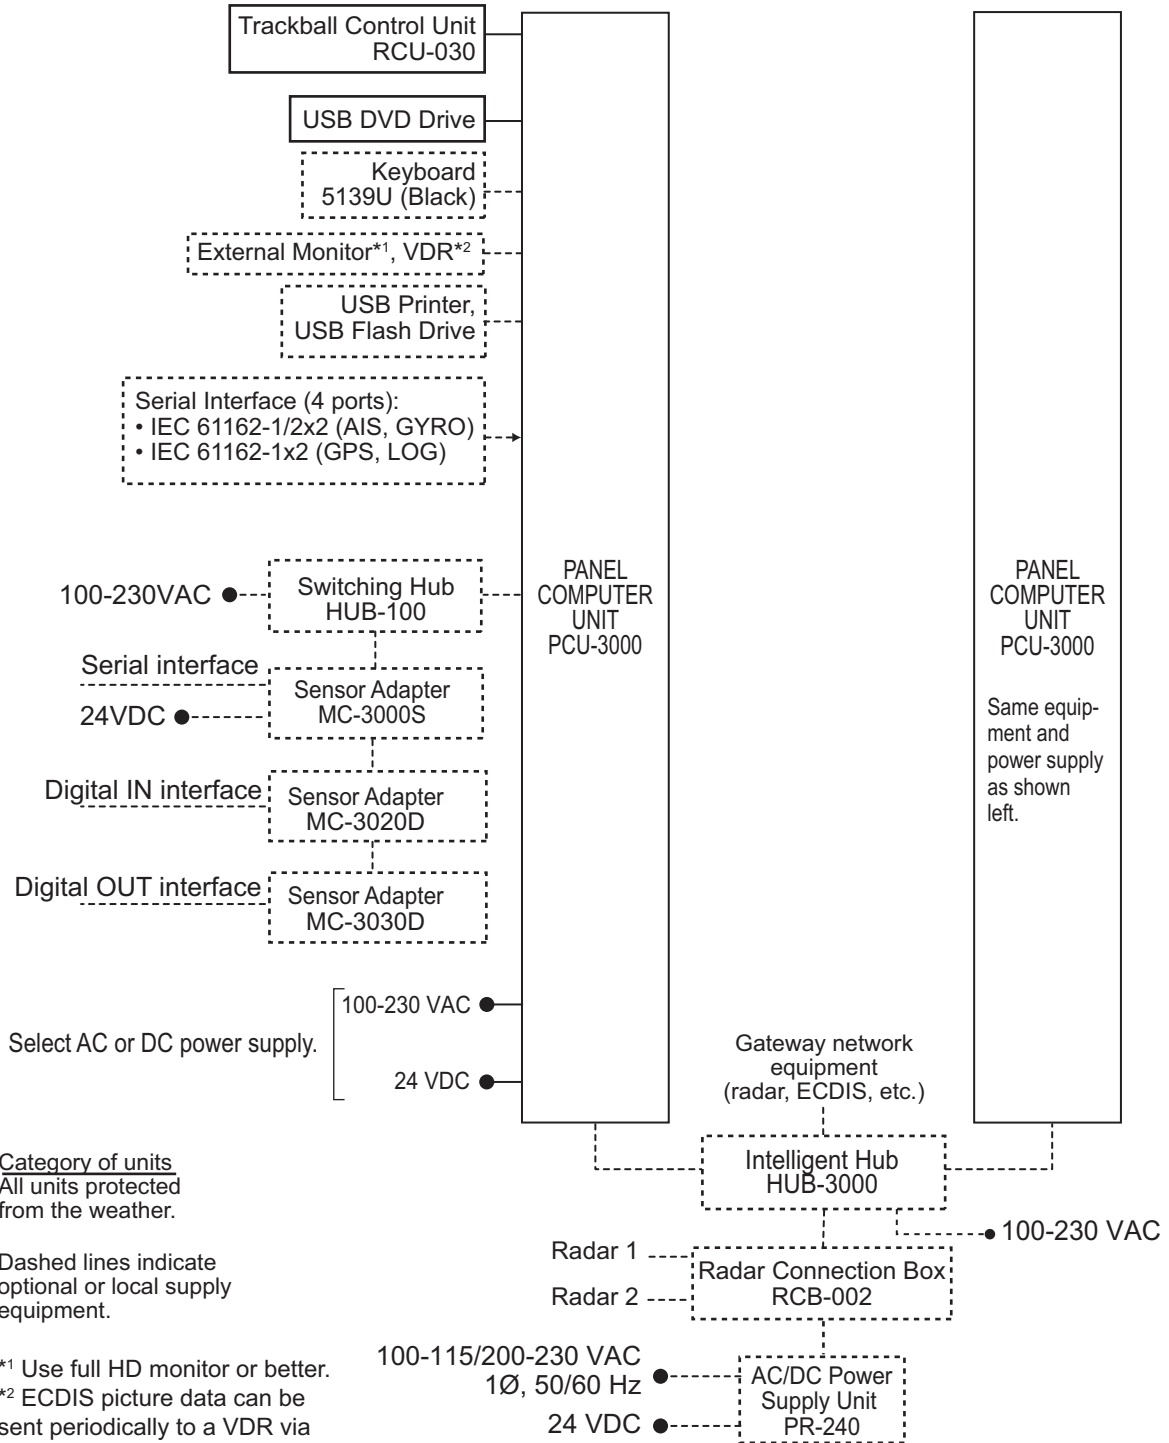 Trackball Control Unit
RCU-030
USB DVD Drive
Keyboard
5139U (Black)
External Monitor*1, VDR*2
USB Printer,
USB Flash Drive
Serial Interface (4 ports):
• IEC 61162-1/2x2 (AIS, GYRO)
• IEC 61162-1x2 (GPS, LOG)
100-230VAC
Switching Hub
HUB-100
Serial interface
24VDC
Sensor Adapter
MC-3000S
Digital IN interface
Sensor Adapter
MC-3020D
Digital OUT interface
Sensor Adapter
MC-3030D
PANEL
COMPUTER
UNIT
PCU-3000
PANEL
COMPUTER
UNIT
PCU-3000
Same equip-
ment and
power supply
as shown
left.
Select AC or DC power supply.
100-230 VAC
24 VDC
Gateway network
equipment
(radar, ECDIS, etc.)
Intelligent Hub
HUB-3000
100-230 VAC
Radar 1
Radar 2
Radar Connection Box
RCB-002
100-115/200-230 VAC
1Ø, 50/60 Hz
24 VDC
AC/DC Power
Supply Unit
PR-240
Category of units
All units protected
from the weather.
Dashed lines indicate
optional or local supply
equipment.
*1 Use full HD monitor or better.
*2 ECDIS picture data can be
sent periodically to a VDR via